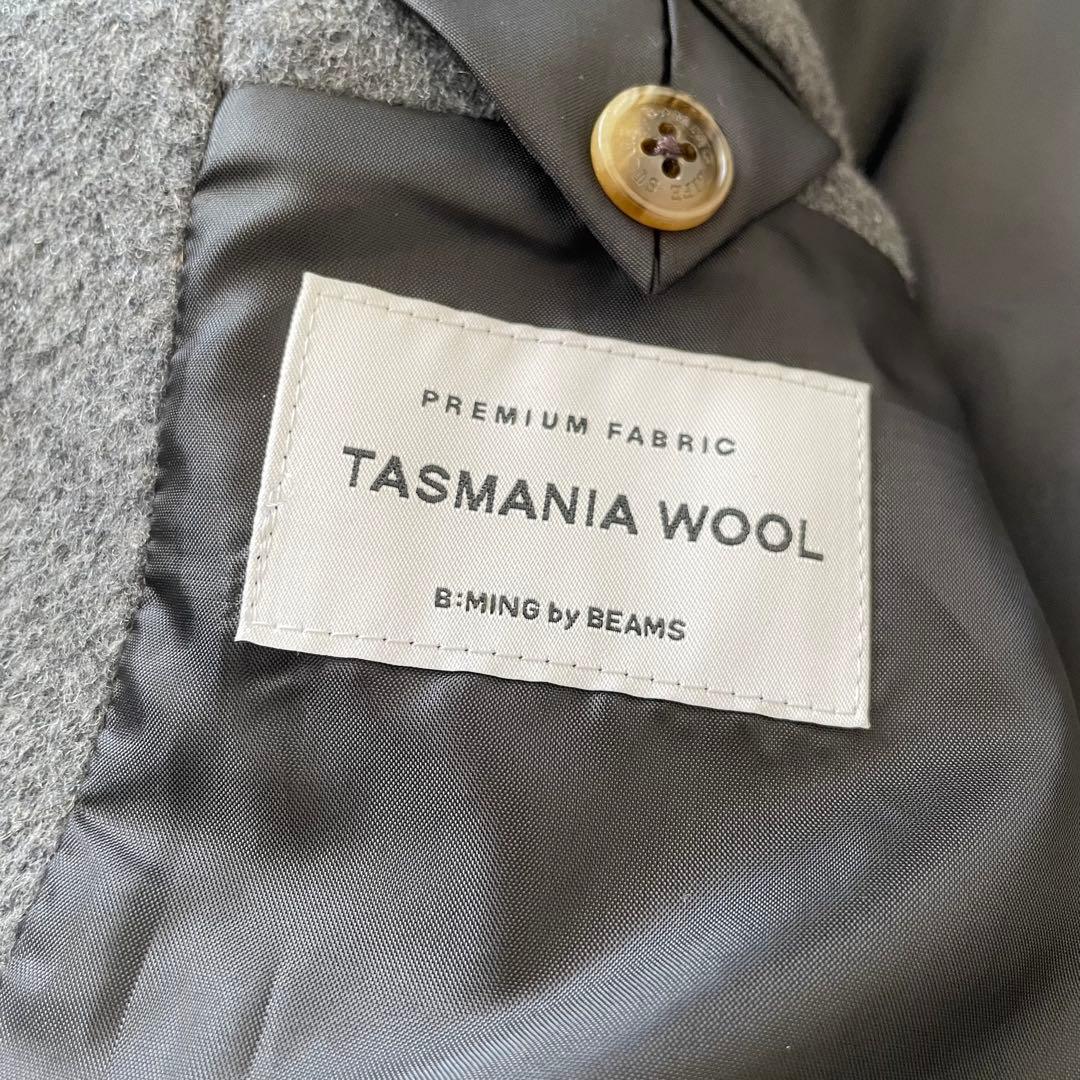 PREMIUM FABRIC
TASMANIA WOOL
B:MING by BEAMS